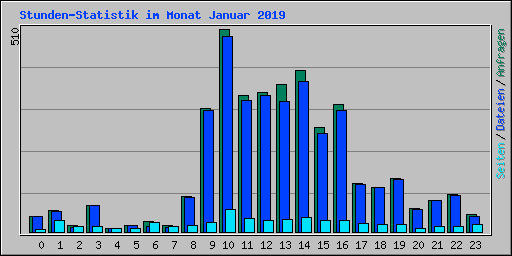 Stunden-Statistik im Monat Januar 2019
510
0 1 2 3 4 5 6 7 8 9 10 11 12 13 14 15 16 17 18 19 20 21 22 23
Seiten / Dateien / Anfragen